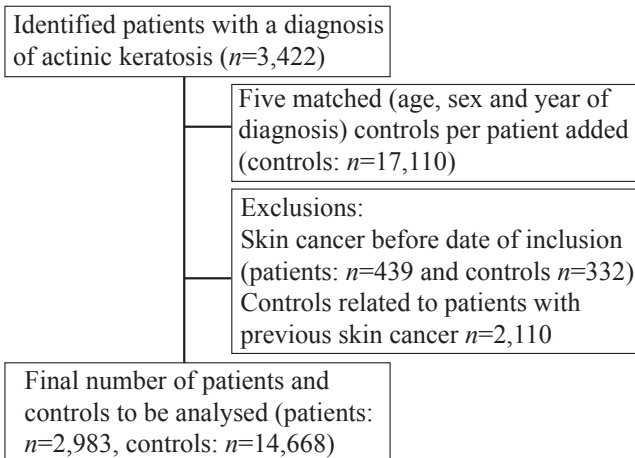 Identified patients with a diagnosis
of actinic keratosis (n=3,422)
Five matched (age, sex and year of
diagnosis) controls per patient added
(controls: n=17,110)
Exclusions:
Skin cancer before date of inclusion
(patients: n=439 and controls n=332)
Controls related to patients with
previous skin cancer n=2,110
Final number of patients and
controls to be analysed (patients:
n=2,983, controls: n=14,668)